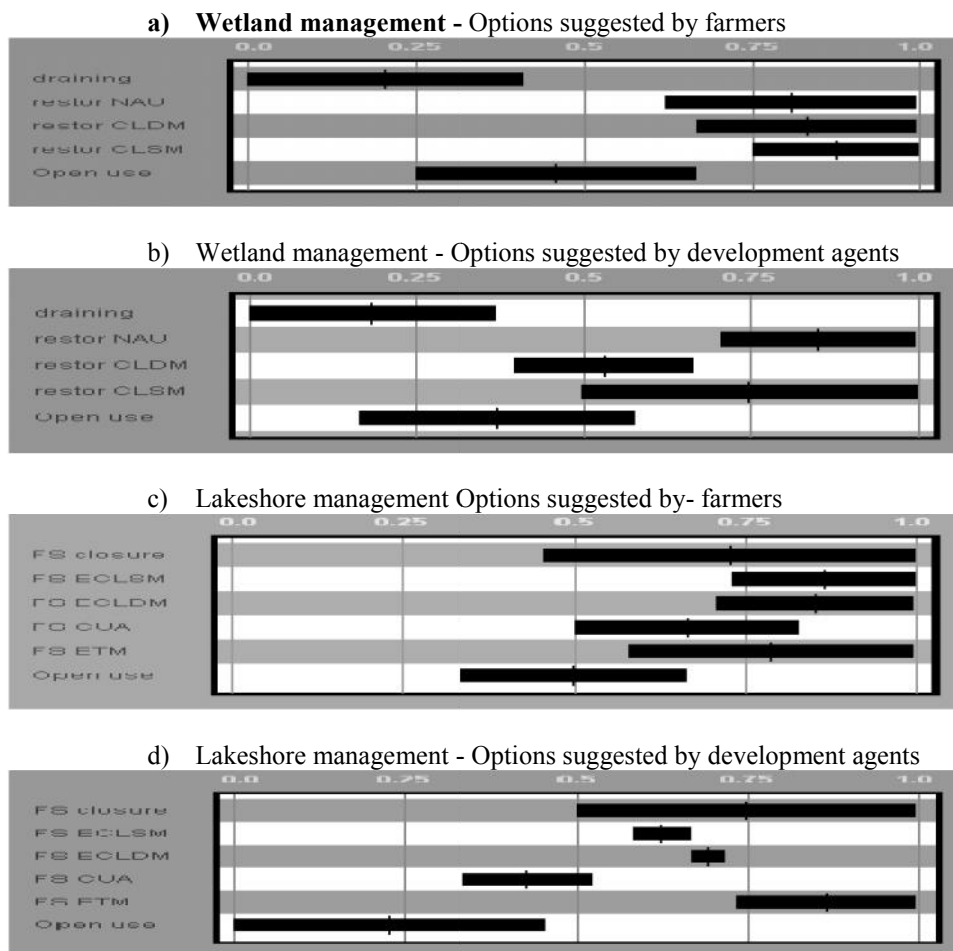 a) Wetland management - Options suggested by farmers
0.0 0.25 0.5 0.75 1.0
draining
restor NAU
restor CLDM
restor CLSM
Open use
b) Wetland management - Options suggested by development agents
0.0 0.25 0.5 0.75 1.0
draining
restor NAU
restor CLDM
restor CLSM
Open use
c) Lakeshore management Options suggested by- farmers
0.0 0.25 0.5 0.75 1.0
FS closure
FS ECLSM
FS ECLDM
FS CUA
FS ETM
Open use
d) Lakeshore management - Options suggested by development agents
0.0 0.25 0.5 0.75 1.0
FS closure
FS ECLSM
FS ECLDM
FS CUA
FS ETM
Open use